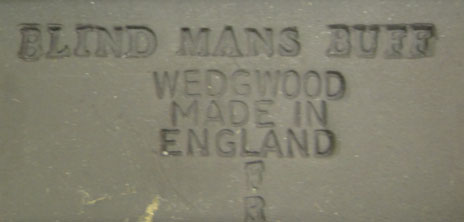 BLIND MANS BUFF
WEDGWOOD
MADE IN
ENGLAND
F
R